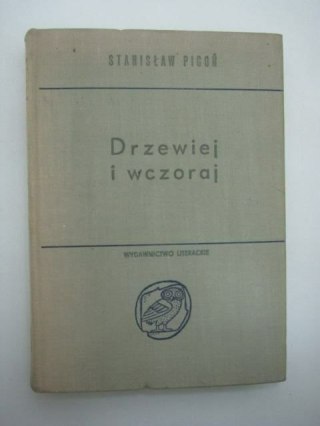 STANISŁAW PIGOŃ
Drzewiej
i wczoraj
WYDAWNICTWO LITERACKIE